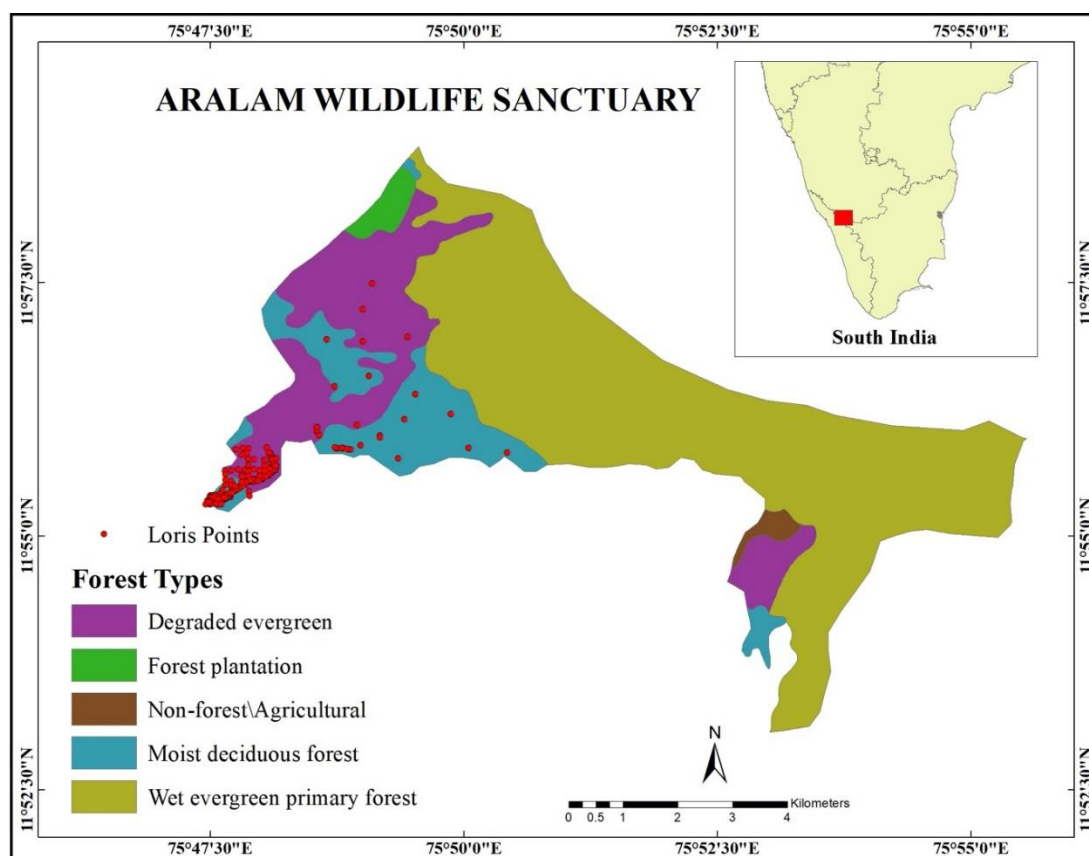 75°47'30"E 75°50'0"E 75°52'30"E 75°55'0"E
ARALAM WILDLIFE SANCTUARY
South India
11°57'30"N 11°57'30"N
11°55'0"N 11°55'0"N
11°52'30"N 11°52'30"N
Loris Points
Forest Types
Degraded evergreen
Forest plantation
Non-forest\Agricultural
Moist deciduous forest
Wet evergreen primary forest
N
Kilometers
0 0.5 1 2 3 4
75°47'30"E 75°50'0"E 75°52'30"E 75°55'0"E